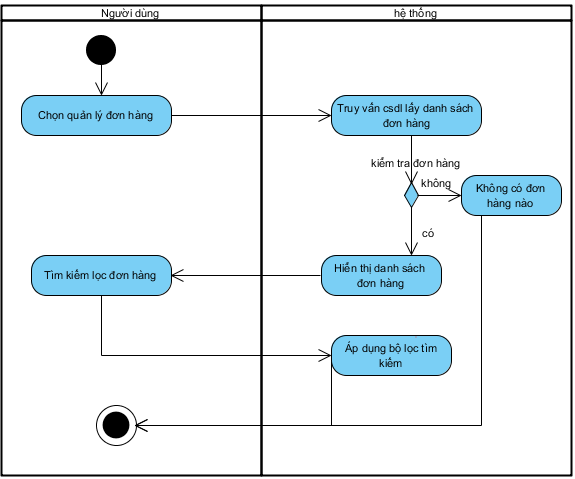 Người dùng
hệ thống
Chọn quản lý đơn hàng
Truy vấn csdl lấy danh sách
đơn hàng
kiểm tra đơn hàng
không
Không có đơn
hàng nào
có
Tìm kiếm lọc đơn hàng
Hiển thị danh sách
đơn hàng
Áp dụng bộ lọc tìm
kiếm